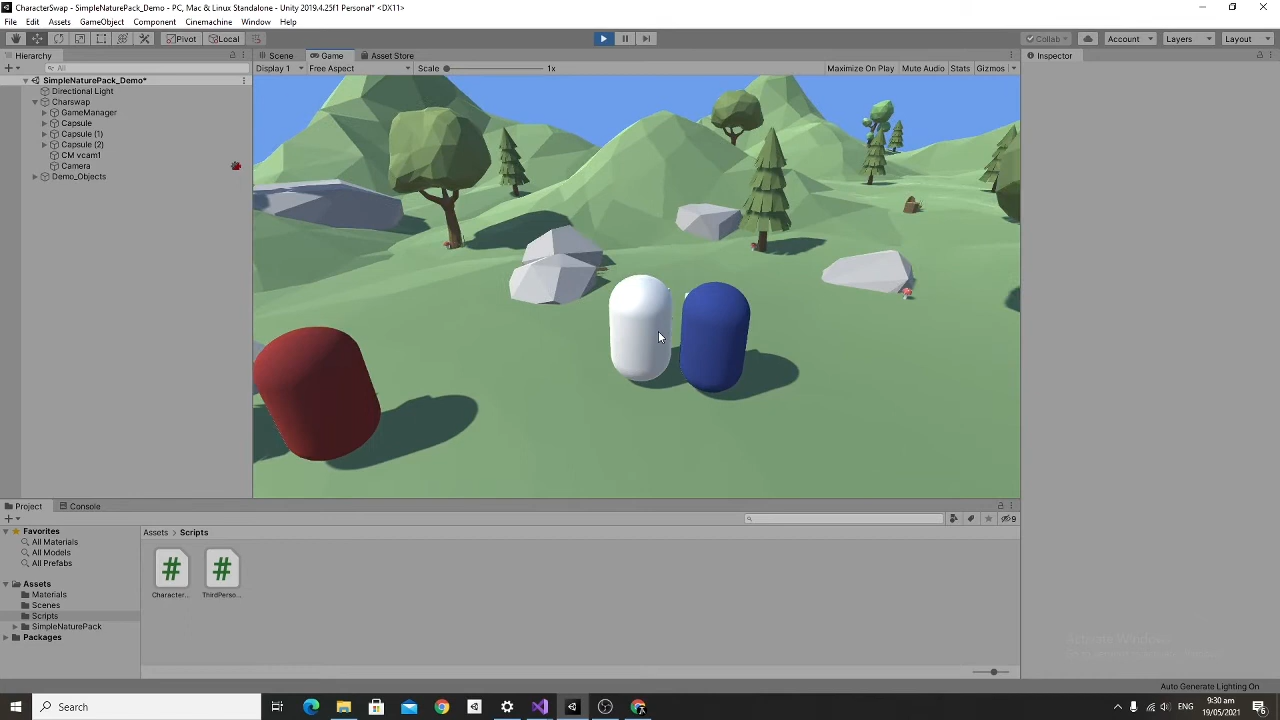 CharacterSwap - SimpleNaturePack_Demo - PC, Mac & Linux Standalone - Unity 2019.4.25f1 Personal* <DX11>
File Edit Assets GameObject Component Cinemachine Window Help
Pivot Local Collab Account Layers Layout
Hierarchy Scene Game Asset Store Inspector
All
Display 1 Free Aspect Scale 1x Maximize On Play Mute Audio Stats Gizmos
SimpleNaturePack_Demo*
Directional Light
Charswap
GameManager
Capsule
Capsule (1)
Capsule (2)
CM vcam1
Camera
Demo_Objects
Project Console
9
Favorites
All Materials
All Models
All Prefabs
Assets
Materials
Scenes
Scripts
SimpleNaturePack
Packages
Assets > Scripts
# #
Character... ThirdPerso...
Activate Windows
Auto Generate Lighting On
Search
9:30 am
19/05/2021